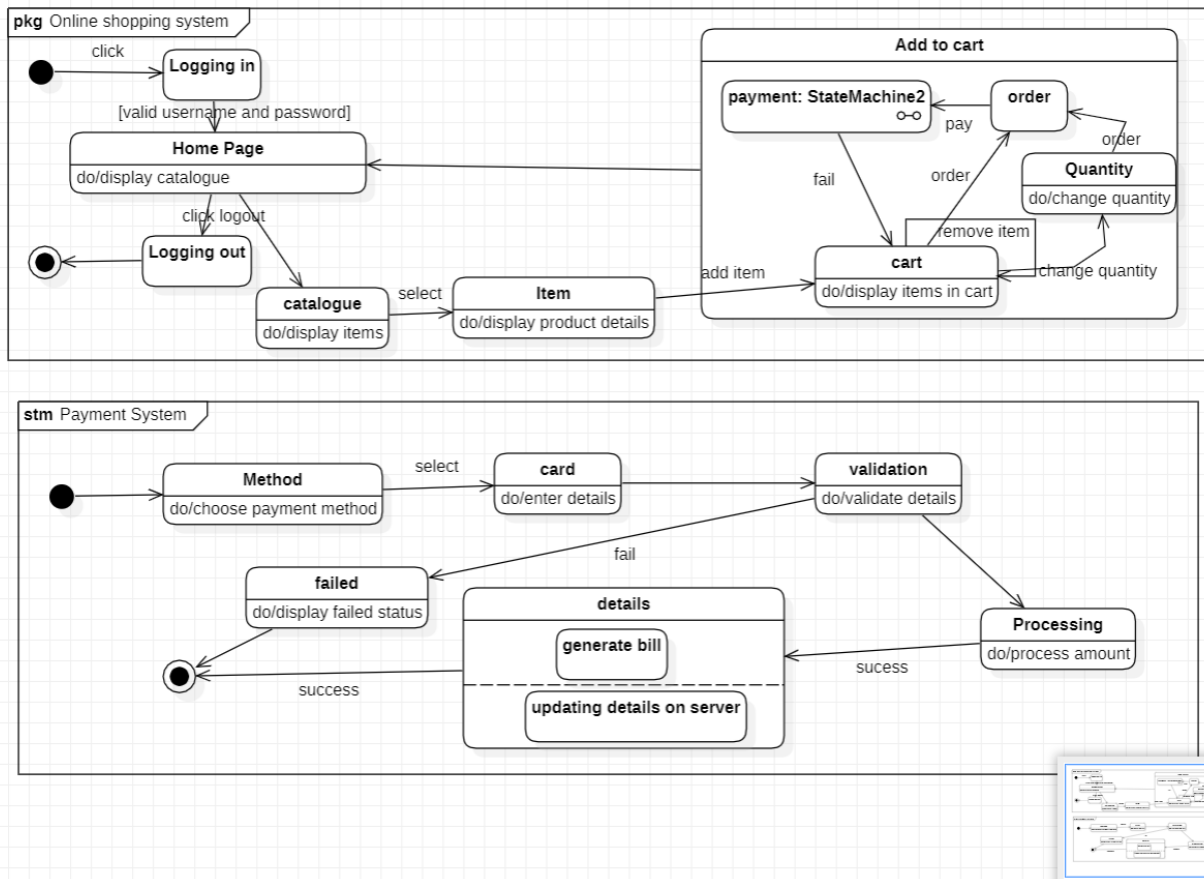 pkg Online shopping system
click
Logging in
[valid username and password]
Home Page
do/display catalogue
click logout
Logging out
catalogue
do/display items
select
Item
do/display product details
add item
Add to cart
payment: StateMachine2
pay
order
order
Quantity
do/change quantity
fail
order
remove item
cart
do/display items in cart
change quantity
stm Payment System
Method
do/choose payment method
select
card
do/enter details
validation
do/validate details
fail
failed
do/display failed status
details
generate bill
updating details on server
Processing
do/process amount
sucess
success